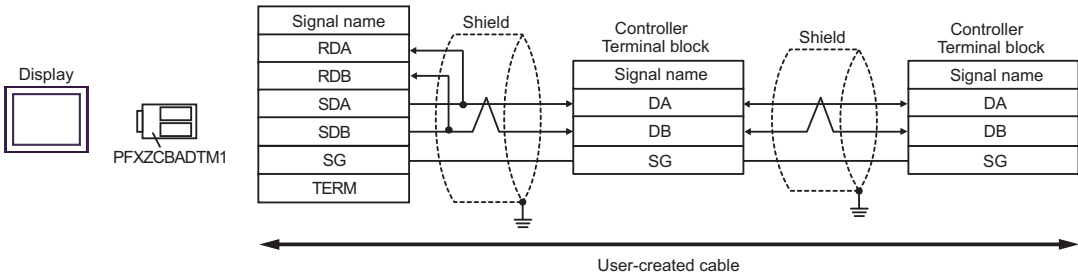 Display
PFXZCBADTM1
Signal name
RDA
RDB
SDA
SDB
SG
TERM
Shield
Controller
Terminal block
Signal name
DA
DB
SG
Shield
Controller
Terminal block
Signal name
DA
DB
SG
User-created cable